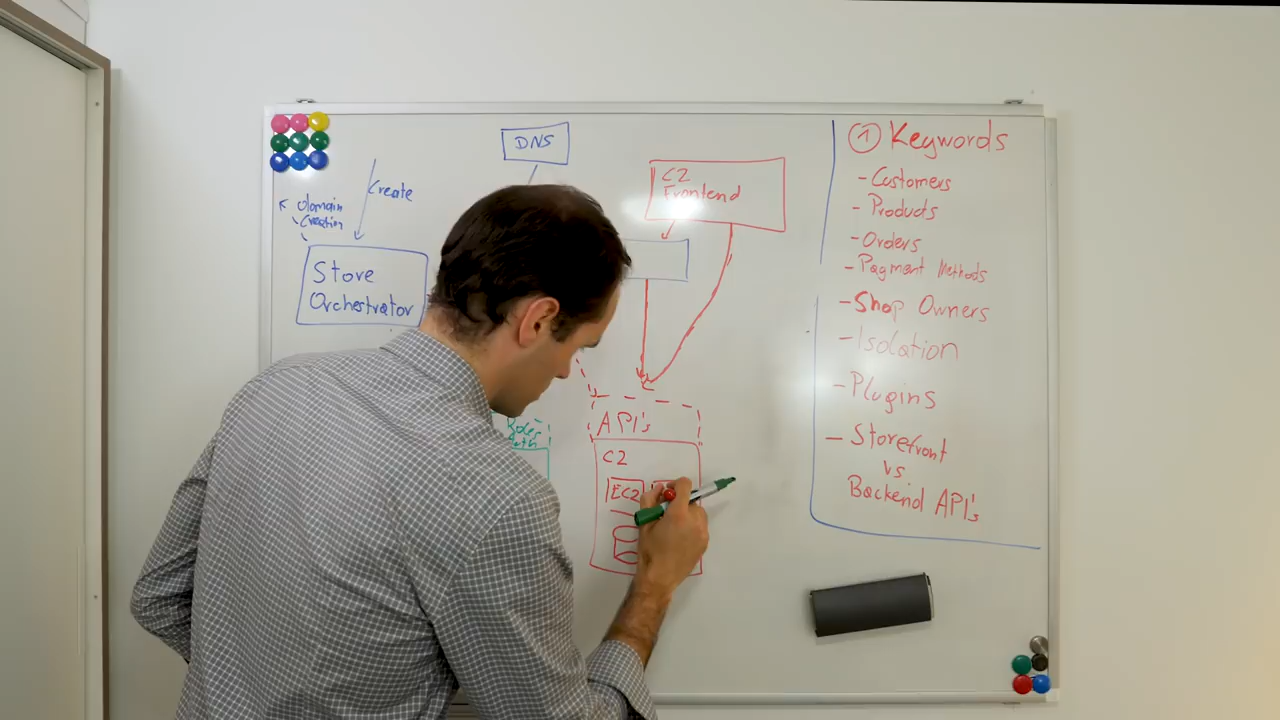 DNS
Create
domain
Creation
Store
Orchestrator
C2
Frontend
API's
C2
EC2
Roles
① Keywords
- Customers
- Products
- Orders
- Payment Methods
- Shop Owners
- Isolation
- Plugins
- Storefront
vs
Backend API's